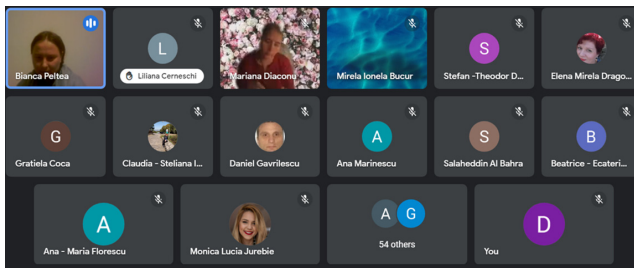 Bianca Peltea
L
Liliana Cerneschi
Mariana Diaconu
Mirela Ionela Bucur
S
Stefan -Theodor D...
Elena Mirela Drago...
G
Gratiela Coca
Claudia - Steliana I...
Daniel Gavrilescu
A
Ana Marinescu
S
Salaheddin Al Bahra
B
Beatrice - Ecateri...
A
Ana - Maria Florescu
Monica Lucia Jurebie
A G
54 others
D
You